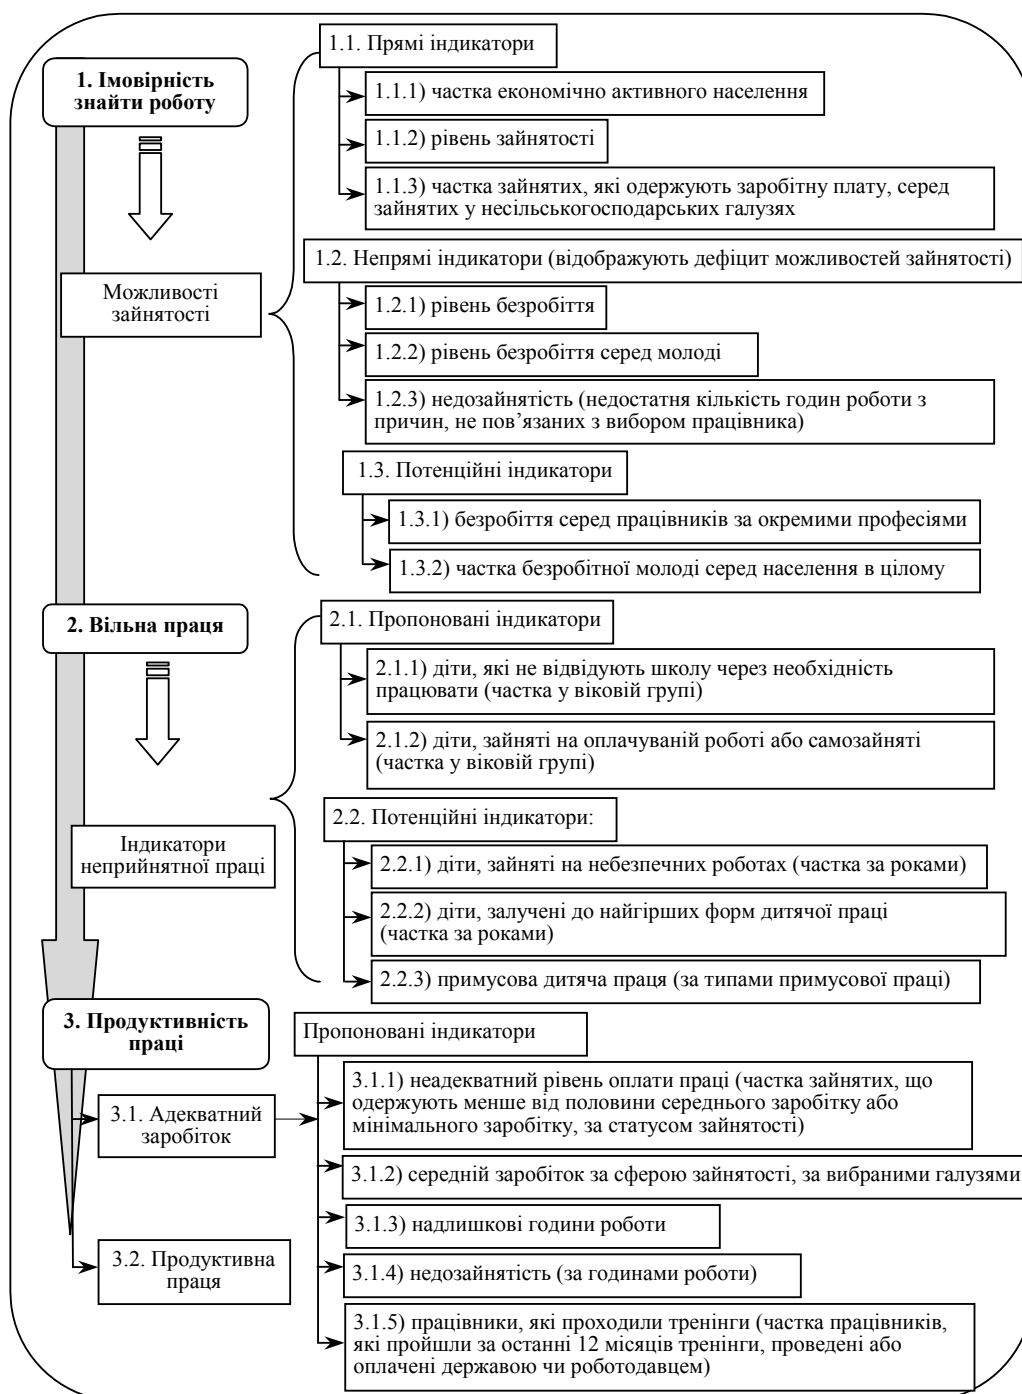 1. Імовірність
знайти роботу
Можливості
зайнятості
1.1. Прямі індикатори
1.1.1) частка економічно активного населення
1.1.2) рівень зайнятості
1.1.3) частка зайнятих, які одержують заробітну плату, серед
зайнятих у несільськогосподарських галузях
1.2. Непрямі індикатори (відображують дефіцит можливостей зайнятості)
1.2.1) рівень безробіття
1.2.2) рівень безробіття серед молоді
1.2.3) недозайнятість (недостатня кількість годин роботи з
причин, не пов’язаних з вибором працівника)
1.3. Потенційні індикатори
1.3.1) безробіття серед працівників за окремими професіями
1.3.2) частка безробітної молоді серед населення в цілому
2. Вільна праця
Індикатори
неприйнятної праці
2.1. Пропоновані індикатори
2.1.1) діти, які не відвідують школу через необхідність
працювати (частка у віковій групі)
2.1.2) діти, зайняті на оплачуваній роботі або самозайняті
(частка у віковій групі)
2.2. Потенційні індикатори:
2.2.1) діти, зайняті на небезпечних роботах (частка за роками)
2.2.2) діти, залучені до найгірших форм дитячої праці
(частка за роками)
2.2.3) примусова дитяча праця (за типами примусової праці)
3. Продуктивність
праці
3.1. Адекватний
заробіток
3.2. Продуктивна
праця
Пропоновані індикатори
3.1.1) неадекватний рівень оплати праці (частка зайнятих, що
одержують менше від половини середнього заробітку або
мінімального заробітку, за статусом зайнятості)
3.1.2) середній заробіток за сферою зайнятості, за вибраними галузями
3.1.3) надлишкові години роботи
3.1.4) недозайнятість (за годинами роботи)
3.1.5) працівники, які проходили тренінги (частка працівників,
які пройшли за останні 12 місяців тренінги, проведені або
оплачені державою чи роботодавцем)